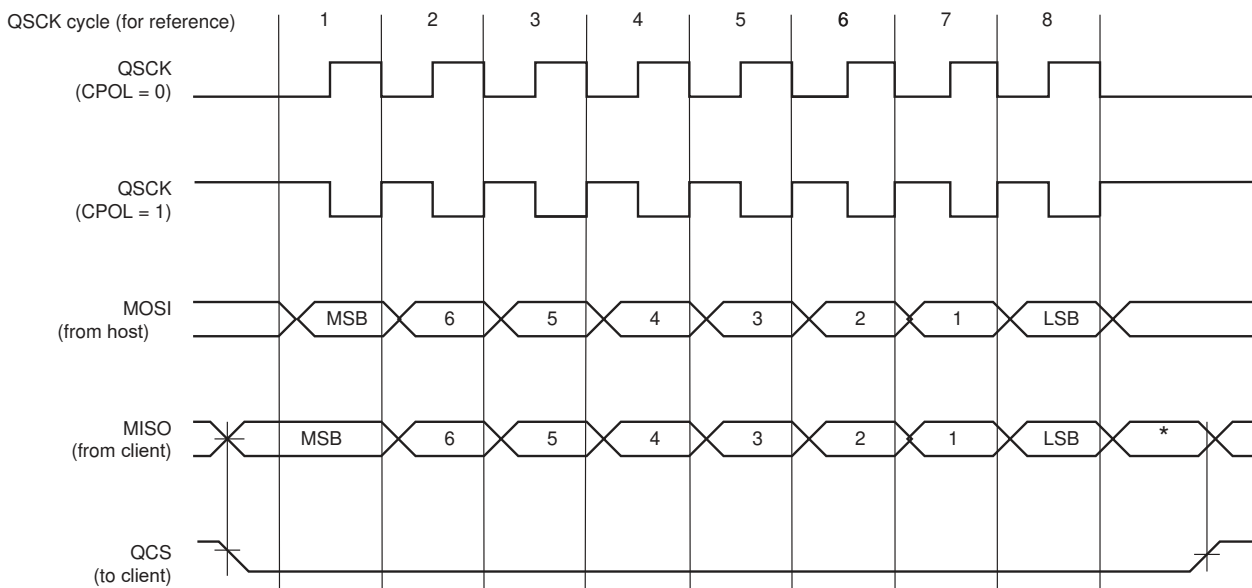 QSCK cycle (for reference) 1 2 3 4 5 6 7 8
QSCK
(CPOL = 0)
QSCK
(CPOL = 1)
MOSI
(from host)
MSB 6 5 4 3 2 1 LSB
MISO
(from client)
MSB 6 5 4 3 2 1 LSB *
QCS
(to client)